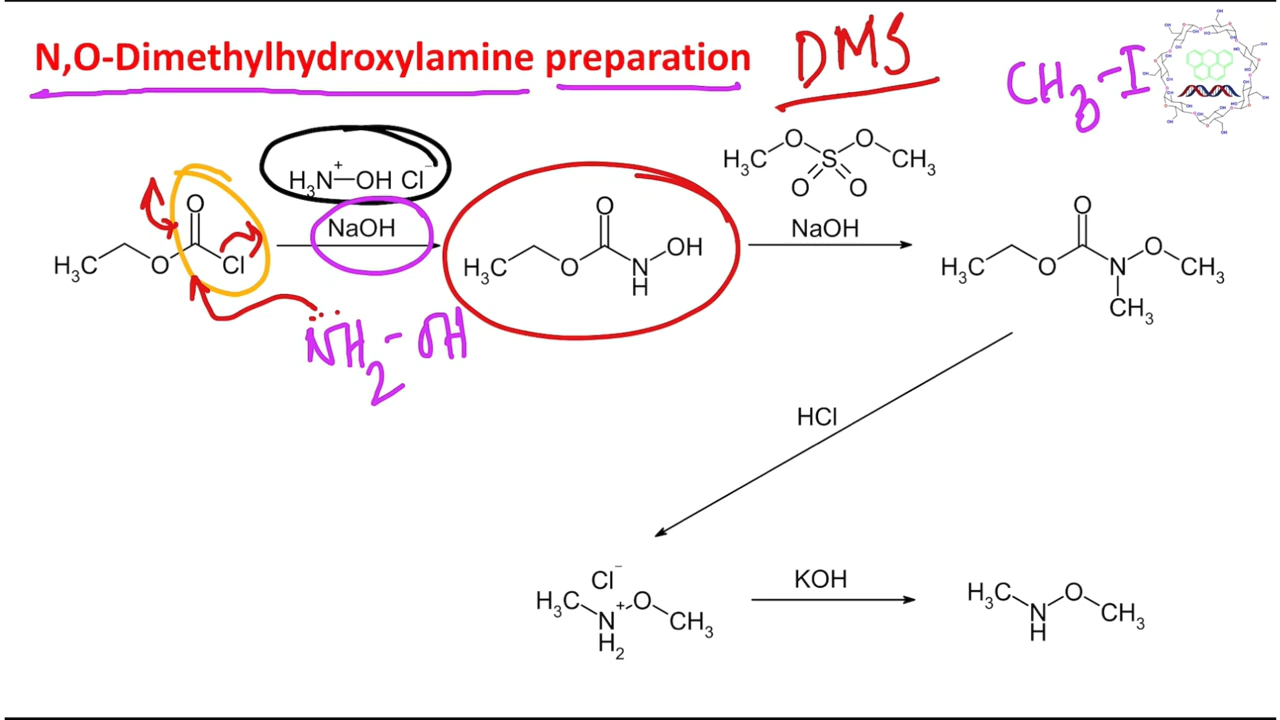 N,O-Dimethylhydroxylamine preparation
DMS
CH3-I
H3N+—OH Cl−
NaOH
H3C O O Cl
H3C O O N H OH
H3C O S O O O CH3
NaOH
H3C O O N O CH3 CH3
NH2-OH
HCl
Cl−
H3C N+ H2 O CH3
KOH
H3C N H O CH3